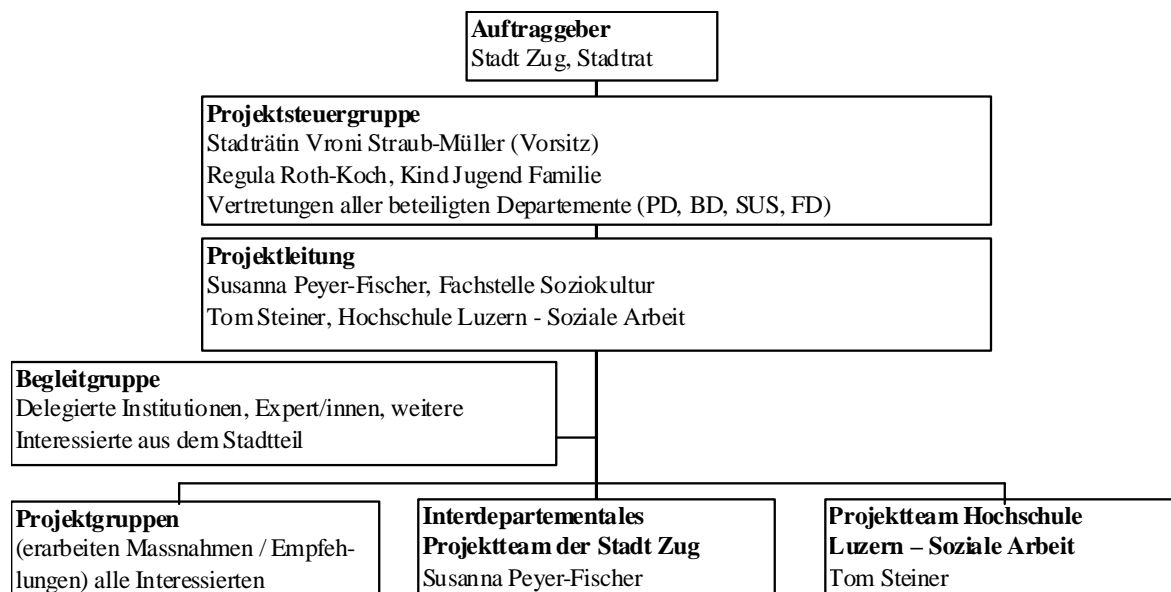 Auftraggeber
Stadt Zug, Stadtrat
Projektsteuergruppe
Stadträtin Vroni Straub-Müller (Vorsitz)
Regula Roth-Koch, Kind Jugend Familie
Vertretungen aller beteiligten Departemente (PD, BD, SUS, FD)
Projektleitung
Susanna Peyer-Fischer, Fachstelle Soziokultur
Tom Steiner, Hochschule Luzern - Soziale Arbeit
Begleitgruppe
Delegierte Institutionen, Expert/innen, weitere
Interessierte aus dem Stadtteil
Projektgruppen
(erarbeiten Massnahmen / Empfeh-
lungen) alle Interessierten
Interdepartementales
Projektteam der Stadt Zug
Susanna Peyer-Fischer
Projektteam Hochschule
Luzern – Soziale Arbeit
Tom Steiner